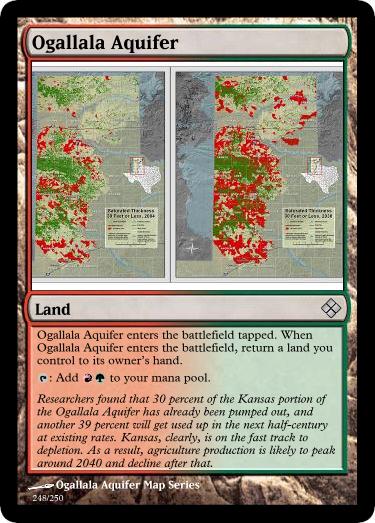 Ogallala Aquifer
Saturated Thickness
30 Feet or Less, 2004
Saturated Thickness
30 Feet or Less, 2030
Land
Ogallala Aquifer enters the battlefield tapped. When
Ogallala Aquifer enters the battlefield, return a land you
control to its owner's hand.
: Add to your mana pool.
Researchers found that 30 percent of the Kansas portion of
the Ogallala Aquifer has already been pumped out, and
another 39 percent will get used up in the next half-century
at existing rates. Kansas, clearly, is on the fast track to
depletion. As a result, agriculture production is likely to peak
around 2040 and decline after that.
Ogallala Aquifer Map Series
248/250